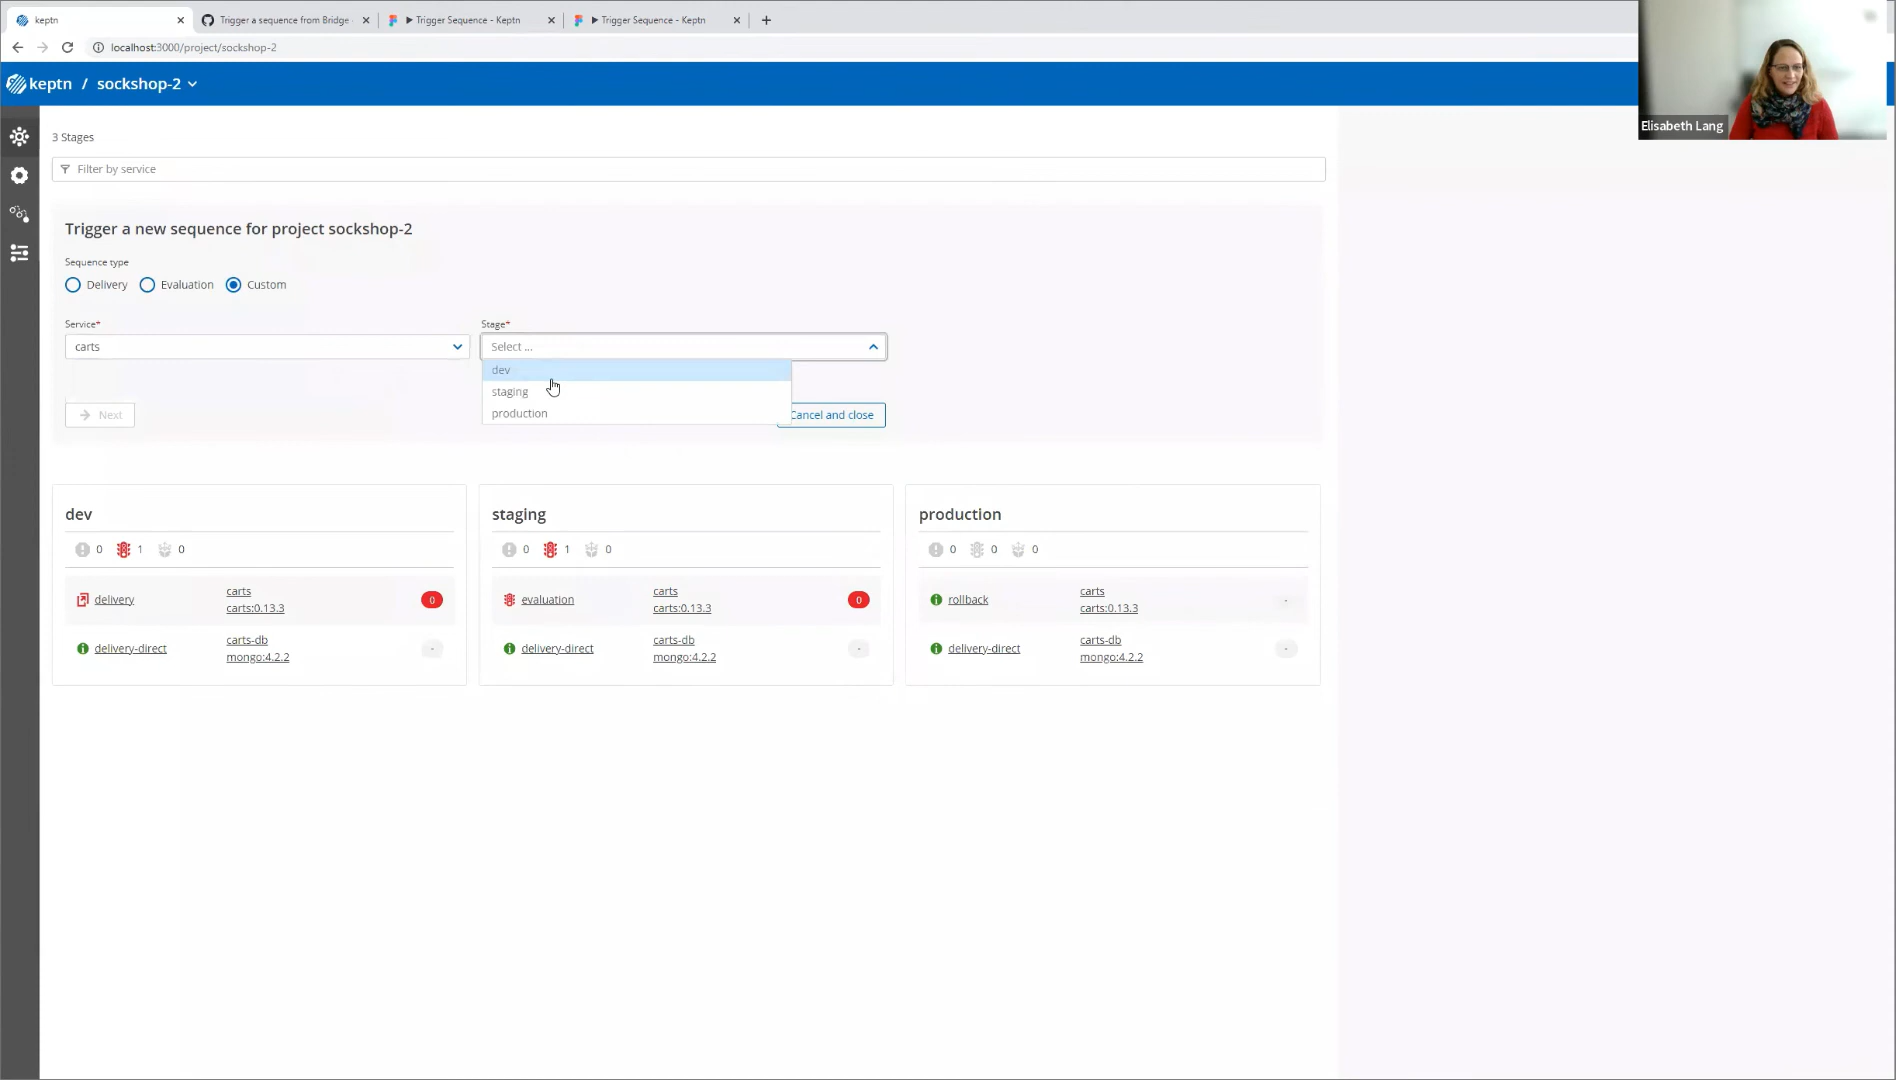 keptn
Trigger a sequence from Bridge
Trigger Sequence - Keptn
Trigger Sequence - Keptn
localhost:3000/project/sockshop-2
keptn / sockshop-2
Elisabeth Lang
3 Stages
Filter by service
Trigger a new sequence for project sockshop-2
Sequence type
Delivery Evaluation Custom
Service* Stage*
carts Select ...
dev
staging
production
Next Cancel and close
dev
0 1 0
delivery carts 0
carts:0.13.3
delivery-direct carts-db -
mongo:4.2.2
staging
0 1 0
evaluation carts 0
carts:0.13.3
delivery-direct carts-db -
mongo:4.2.2
production
0 0 0
rollback carts -
carts:0.13.3
delivery-direct carts-db -
mongo:4.2.2